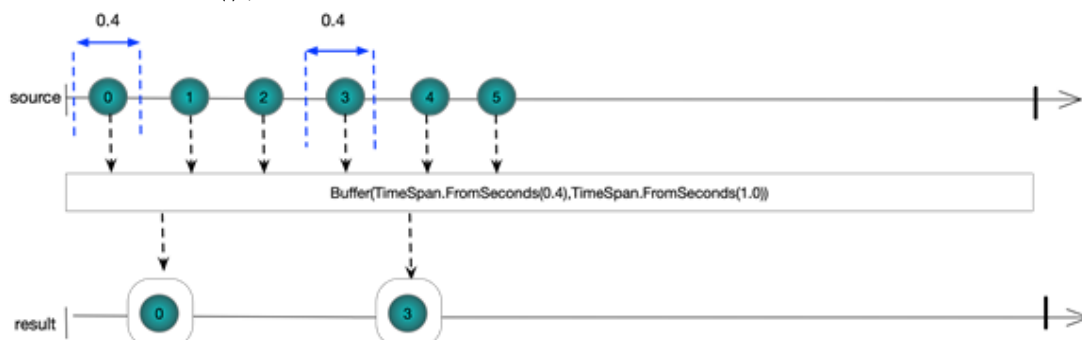 0.4 0.4
source 0 1 2 3 4 5
Buffer(TimeSpan.FromSeconds(0.4),TimeSpan.FromSeconds(1.0))
result 0 3